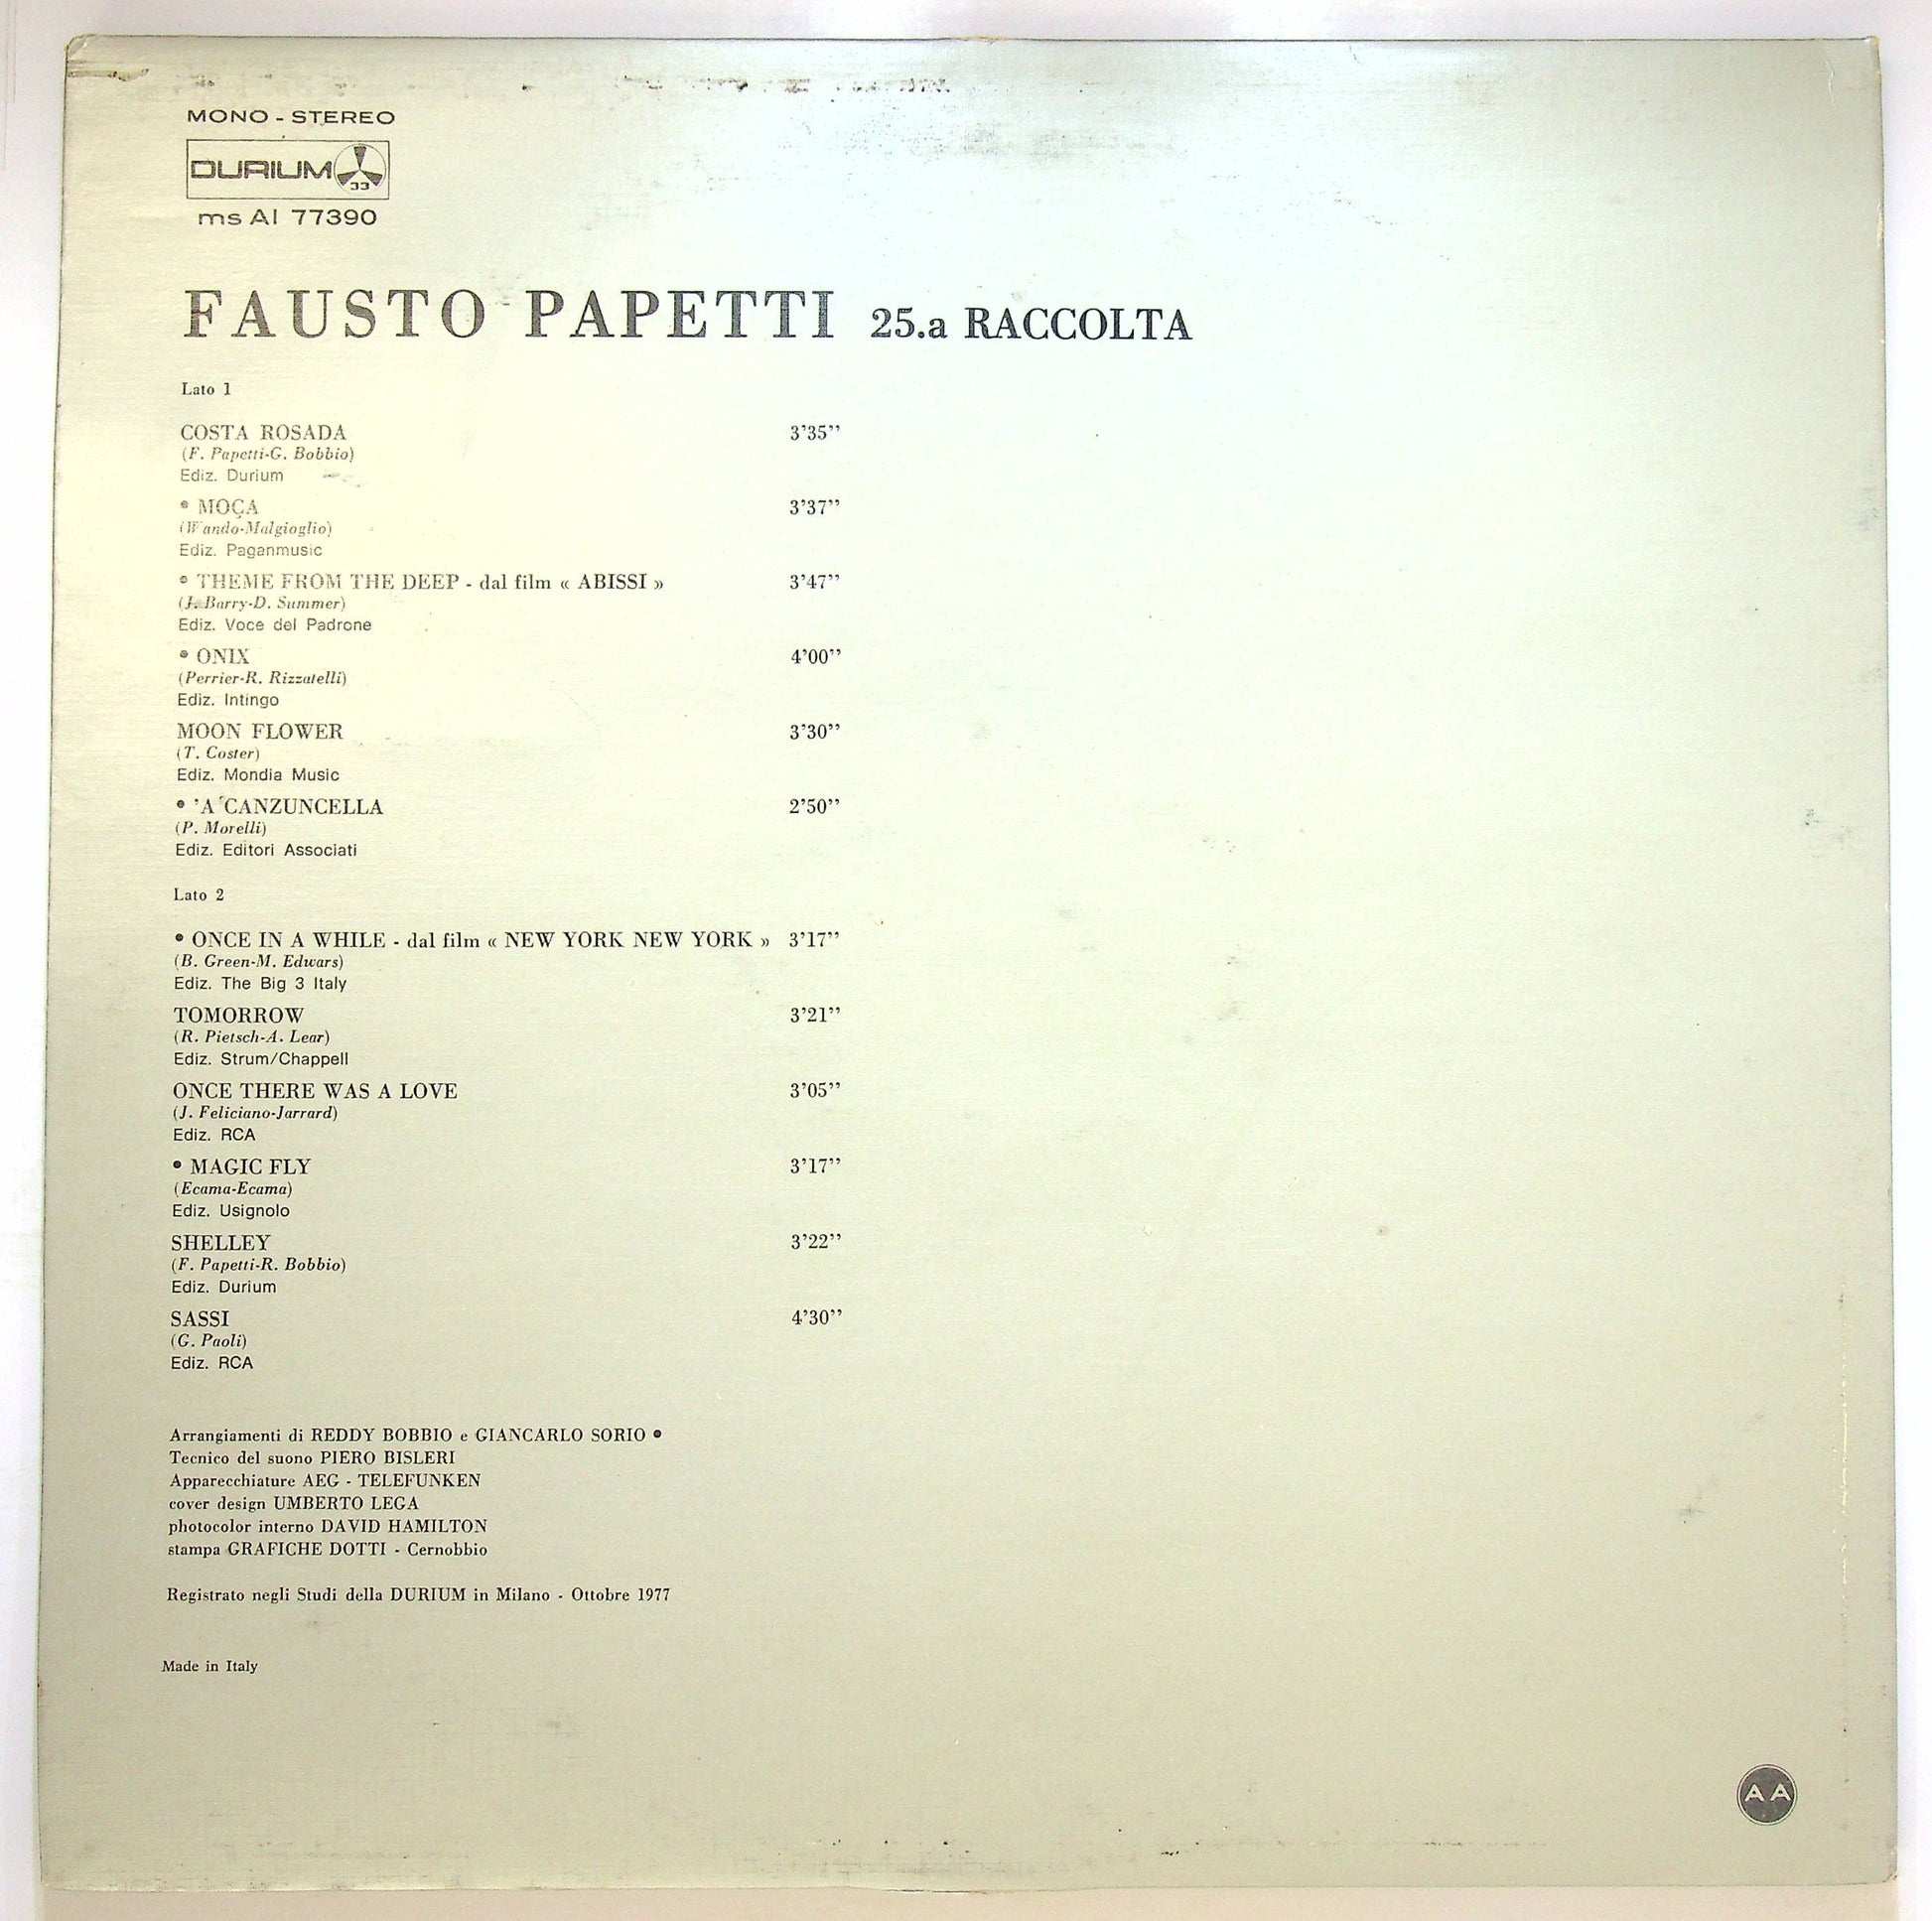 MONO - STEREO
DURIUM 33
ms AI 77390
FAUSTO PAPETTI 25.a RACCOLTA
Lato 1
COSTA ROSADA 3'35''
(F. Papetti-G. Bobbio)
Ediz. Durium
• MOÇA 3'37''
(Wando-Malgioglio)
Ediz. Paganmusic
• THEME FROM THE DEEP - dal film « ABISSI » 3'47''
(J. Barry-D. Summer)
Ediz. Voce del Padrone
• ONIX 4'00''
(Perrier-R. Rizzatelli)
Ediz. Intingo
MOON FLOWER 3'30''
(T. Coster)
Ediz. Mondia Music
• 'A CANZUNCELLA 2'50''
(P. Morelli)
Ediz. Editori Associati
Lato 2
• ONCE IN A WHILE - dal film « NEW YORK NEW YORK » 3'17''
(B. Green-M. Edwars)
Ediz. The Big 3 Italy
TOMORROW 3'21''
(R. Pietsch-A. Lear)
Ediz. Strum/Chappell
ONCE THERE WAS A LOVE 3'05''
(J. Feliciano-Jarrard)
Ediz. RCA
• MAGIC FLY 3'17''
(Ecama-Ecama)
Ediz. Usignolo
SHELLEY 3'22''
(F. Papetti-R. Bobbio)
Ediz. Durium
SASSI 4'30''
(G. Paoli)
Ediz. RCA
Arrangiamenti di REDDY BOBBIO e GIANCARLO SORIO •
Tecnico del suono PIERO BISLERI
Apparecchiature AEG - TELEFUNKEN
cover design UMBERTO LEGA
photocolor interno DAVID HAMILTON
stampa GRAFICHE DOTTI - Cernobbio
Registrato negli Studi della DURIUM in Milano - Ottobre 1977
Made in Italy
AA